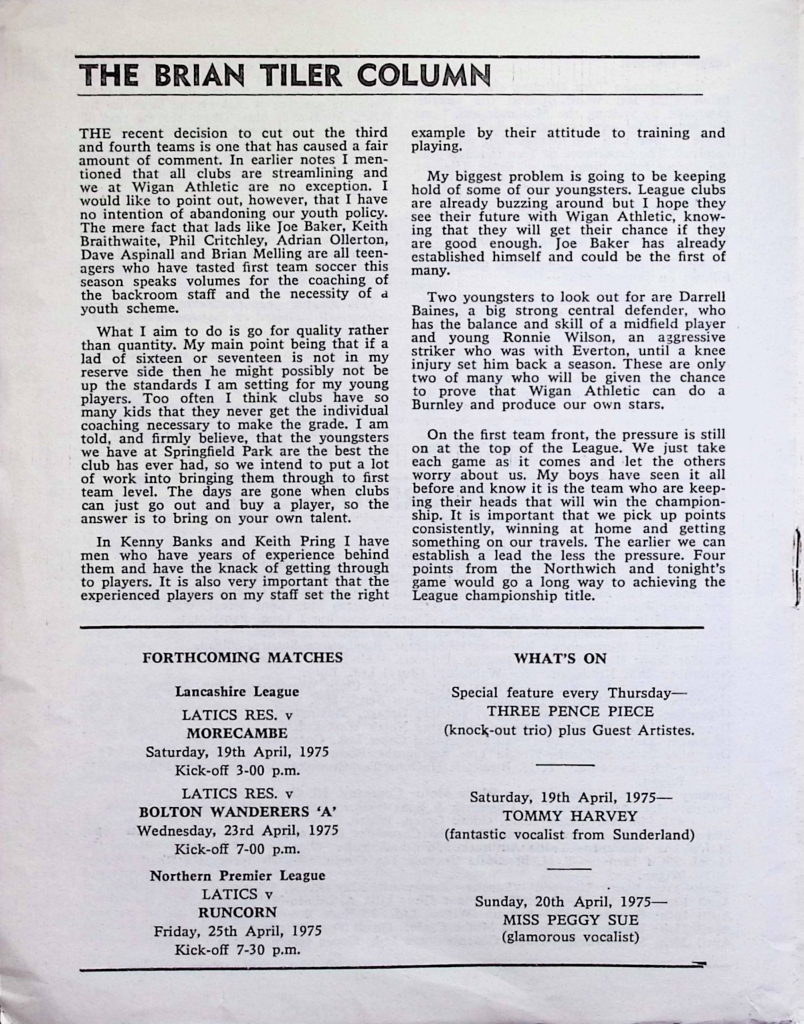 THE BRIAN TILER COLUMN
THE recent decision to cut out the third
and fourth teams is one that has caused a fair
amount of comment. In earlier notes I men-
tioned that all clubs are streamlining and
we at Wigan Athletic are no exception. I
would like to point out, however, that I have
no intention of abandoning our youth policy.
The mere fact that lads like Joe Baker, Keith
Braithwaite, Phil Critchley, Adrian Ollerton,
Dave Aspinall and Brian Melling are all teen-
agers who have tasted first team soccer this
season speaks volumes for the coaching of
the backroom staff and the necessity of a
youth scheme.
What I aim to do is go for quality rather
than quantity. My main point being that if a
lad of sixteen or seventeen is not in my
reserve side then he might possibly not be
up the standards I am setting for my young
players. Too often I think clubs have so
many kids that they never get the individual
coaching necessary to make the grade. I am
told, and firmly believe, that the youngsters
we have at Springfield Park are the best the
club has ever had, so we intend to put a lot
of work into bringing them through to first
team level. The days are gone when clubs
can just go out and buy a player, so the
answer is to bring on your own talent.
In Kenny Banks and Keith Pring I have
men who have years of experience behind
them and have the knack of getting through
to players. It is also very important that the
experienced players on my staff set the right
example by their attitude to training and
playing.
My biggest problem is going to be keeping
hold of some of our youngsters. League clubs
are already buzzing around but I hope they
see their future with Wigan Athletic, know-
ing that they will get their chance if they
are good enough. Joe Baker has already
established himself and could be the first of
many.
Two youngsters to look out for are Darrell
Baines, a big strong central defender, who
has the balance and skill of a midfield player
and young Ronnie Wilson, an aggressive
striker who was with Everton, until a knee
injury set him back a season. These are only
two of many who will be given the chance
to prove that Wigan Athletic can do a
Burnley and produce our own stars.
On the first team front, the pressure is still
on at the top of the League. We just take
each game as it comes and let the others
worry about us. My boys have seen it all
before and know it is the team who are keep-
ing their heads that will win the champion-
ship. It is important that we pick up points
consistently, winning at home and getting
something on our travels. The earlier we can
establish a lead the less the pressure. Four
points from the Northwich and tonight's
game would go a long way to achieving the
League championship title.
FORTHCOMING MATCHES
Lancashire League
LATICS RES. v
MORECAMBE
Saturday, 19th April, 1975
Kick-off 3-00 p.m.
LATICS RES. v
BOLTON WANDERERS 'A'
Wednesday, 23rd April, 1975
Kick-off 7-00 p.m.
Northern Premier League
LATICS v
RUNCORN
Friday, 25th April, 1975
Kick-off 7-30 p.m.
WHAT'S ON
Special feature every Thursday—
THREE PENCE PIECE
(knock-out trio) plus Guest Artistes.
Saturday, 19th April, 1975—
TOMMY HARVEY
(fantastic vocalist from Sunderland)
Sunday, 20th April, 1975—
MISS PEGGY SUE
(glamorous vocalist)